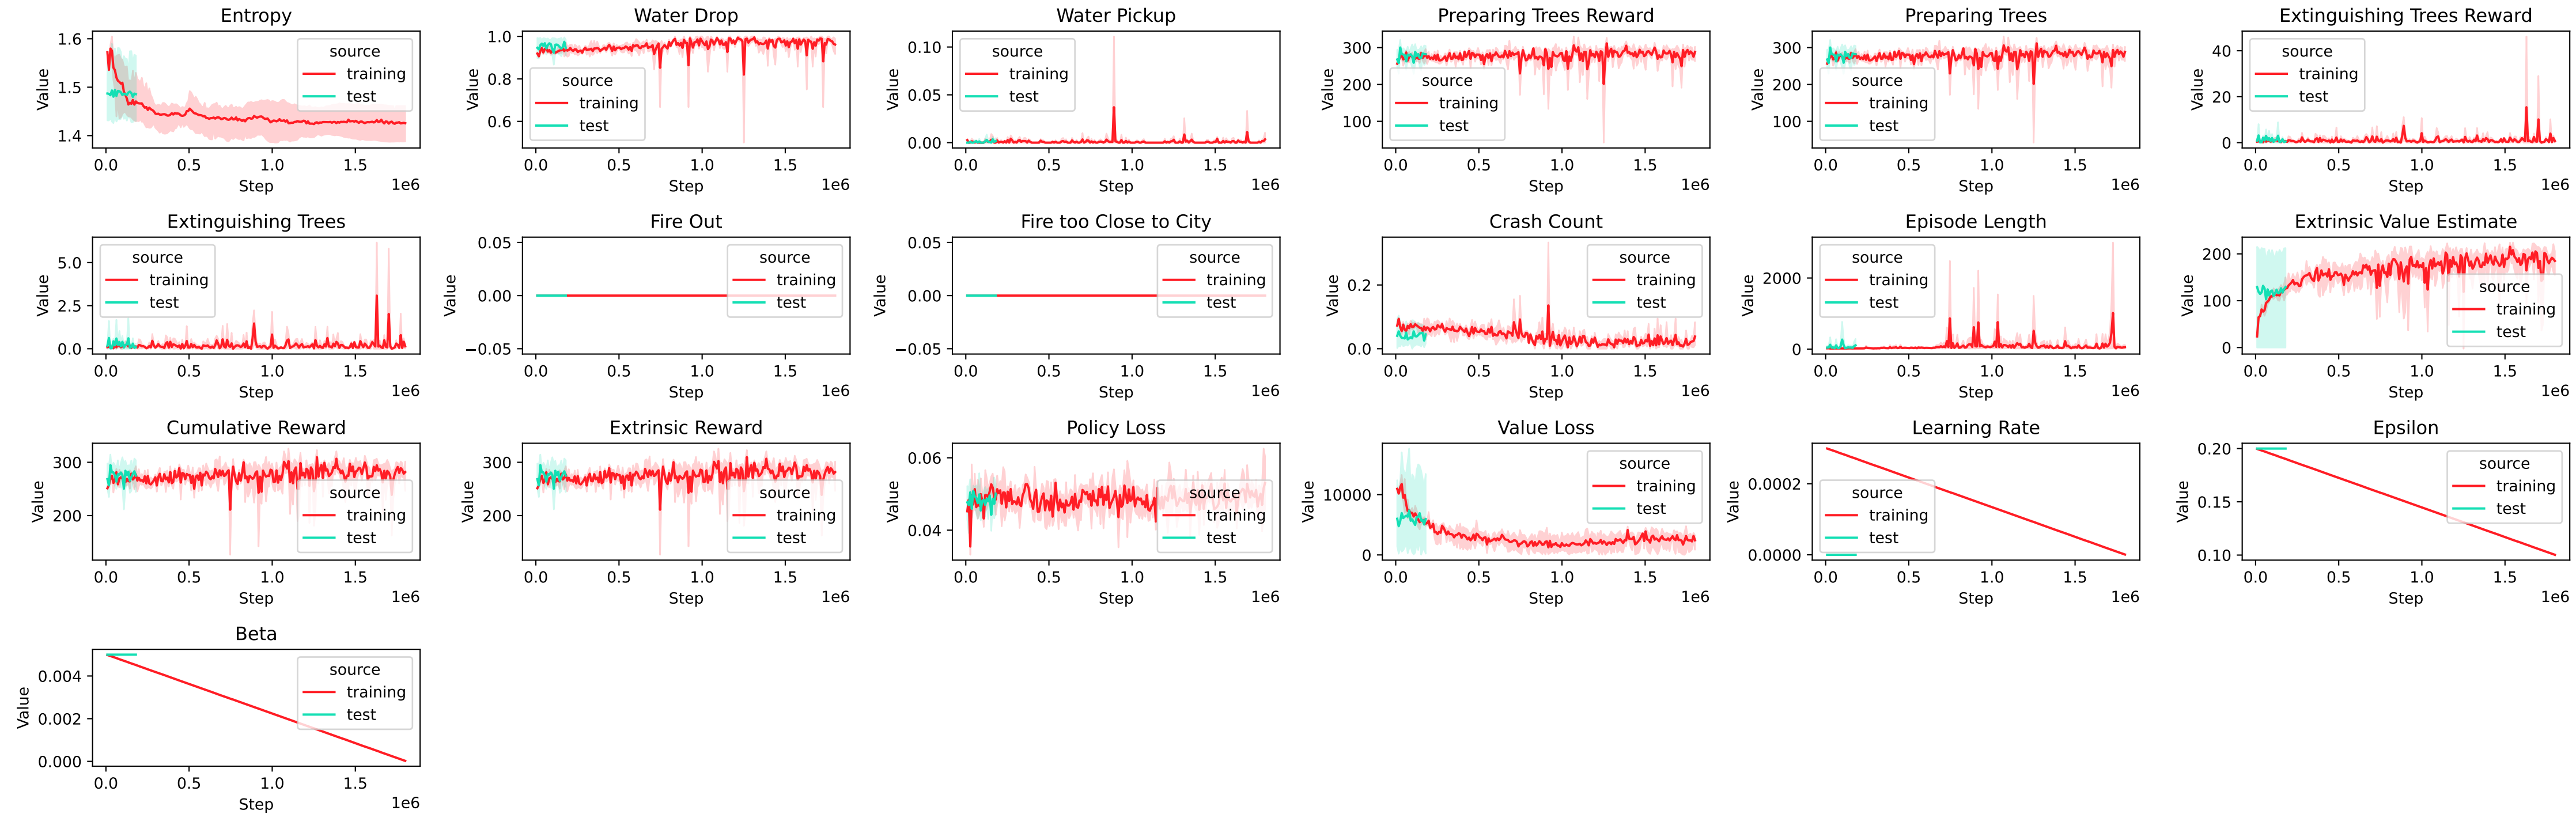 Entropy
Value
1.6
1.5
1.4
source
training
test
0.0 0.5 1.0 1.5
Step
1e6
Water Drop
Value
1.0
0.8
0.6
source
training
test
0.0 0.5 1.0 1.5
Step
1e6
Water Pickup
Value
0.10
0.05
0.00
source
training
test
0.0 0.5 1.0 1.5
Step
1e6
Preparing Trees Reward
Value
300
200
100
source
training
test
0.0 0.5 1.0 1.5
Step
1e6
Preparing Trees
Value
300
200
100
source
training
test
0.0 0.5 1.0 1.5
Step
1e6
Extinguishing Trees Reward
Value
40
20
0
source
training
test
0.0 0.5 1.0 1.5
Step
1e6
Extinguishing Trees
Value
5.0
2.5
0.0
source
training
test
0.0 0.5 1.0 1.5
Step
1e6
Fire Out
Value
0.05
0.00
−0.05
source
training
test
0.0 0.5 1.0 1.5
Step
1e6
Fire too Close to City
Value
0.05
0.00
−0.05
source
training
test
0.0 0.5 1.0 1.5
Step
1e6
Crash Count
Value
0.2
0.0
source
training
test
0.0 0.5 1.0 1.5
Step
1e6
Episode Length
Value
2000
0
source
training
test
0.0 0.5 1.0 1.5
Step
1e6
Extrinsic Value Estimate
Value
200
100
0
source
training
test
0.0 0.5 1.0 1.5
Step
1e6
Cumulative Reward
Value
300
200
source
training
test
0.0 0.5 1.0 1.5
Step
1e6
Extrinsic Reward
Value
300
200
source
training
test
0.0 0.5 1.0 1.5
Step
1e6
Policy Loss
Value
0.06
0.04
source
training
test
0.0 0.5 1.0 1.5
Step
1e6
Value Loss
Value
10000
0
source
training
test
0.0 0.5 1.0 1.5
Step
1e6
Learning Rate
Value
0.0002
0.0000
source
training
test
0.0 0.5 1.0 1.5
Step
1e6
Epsilon
Value
0.20
0.15
0.10
source
training
test
0.0 0.5 1.0 1.5
Step
1e6
Beta
Value
0.004
0.002
0.000
source
training
test
0.0 0.5 1.0 1.5
Step
1e6